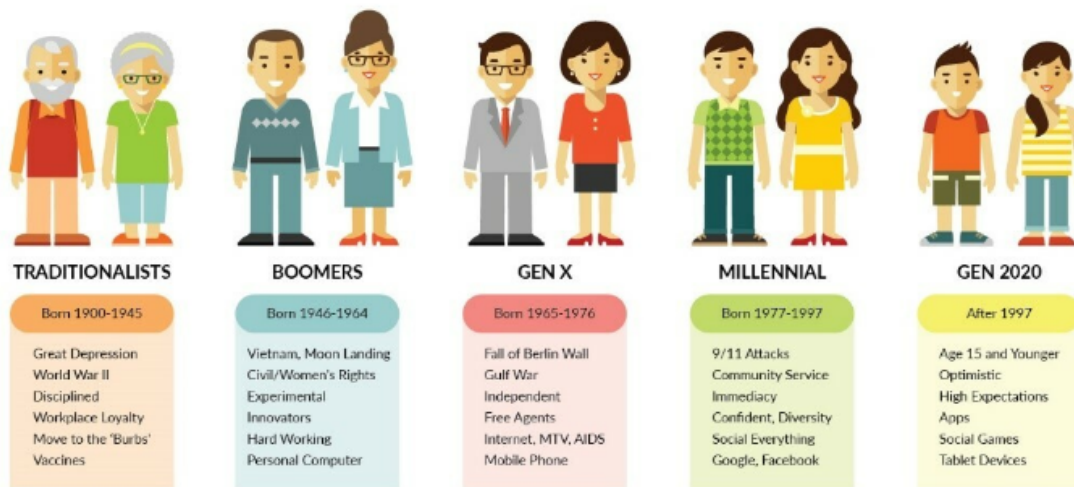 TRADITIONALISTS
Born 1900-1945
Great Depression
World War II
Disciplined
Workplace Loyalty
Move to the 'Burbs'
Vaccines
BOOMERS
Born 1946-1964
Vietnam, Moon Landing
Civil/Women's Rights
Experimental
Innovators
Hard Working
Personal Computer
GEN X
Born 1965-1976
Fall of Berlin Wall
Gulf War
Independent
Free Agents
Internet, MTV, AIDS
Mobile Phone
MILLENNIAL
Born 1977-1997
9/11 Attacks
Community Service
Immediacy
Confident, Diversity
Social Everything
Google, Facebook
GEN 2020
After 1997
Age 15 and Younger
Optimistic
High Expectations
Apps
Social Games
Tablet Devices